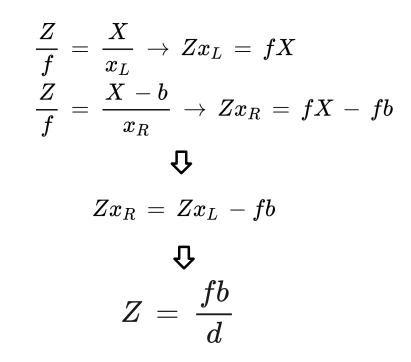 Z/f = X/x_L → Zx_L = fX
Z/f = (X − b)/x_R → Zx_R = fX − fb
⇩
Zx_R = Zx_L − fb
⇩
Z = fb/d